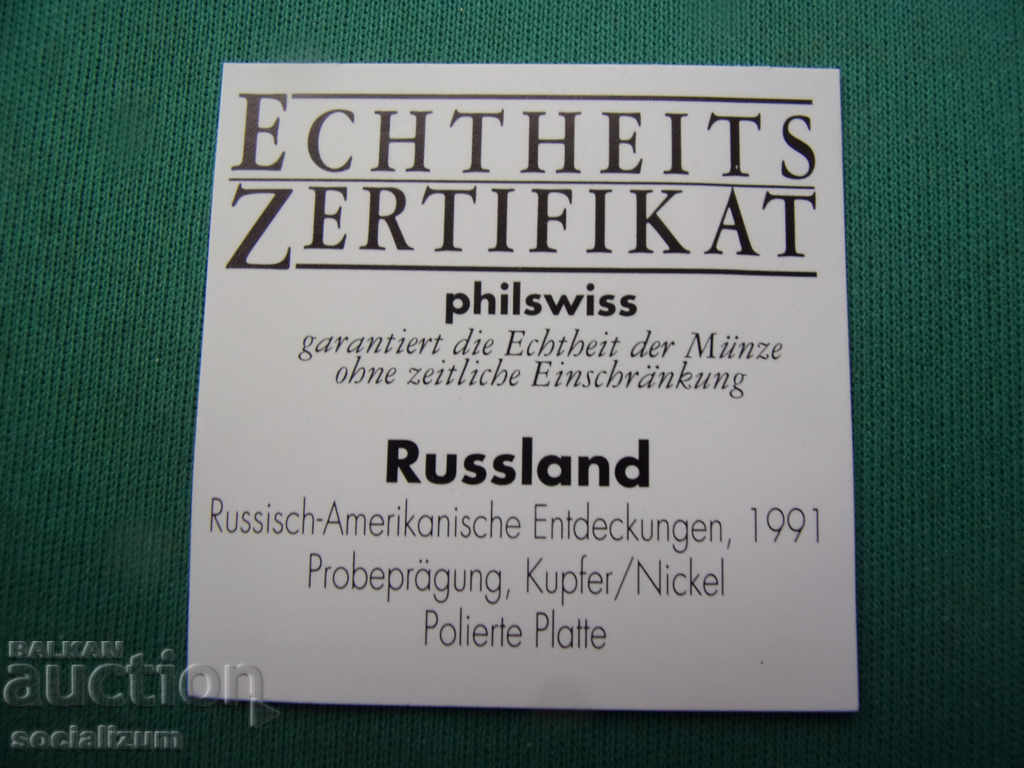 ECHTHEITS
ZERTIFIKAT
philswiss
garantiert die Echtheit der Münze
ohne zeitliche Einschränkung
Russland
Russisch-Amerikanische Entdeckungen, 1991
Probeprägung, Kupfer/Nickel
Polierte Platte
BALKAN
auction
socializum